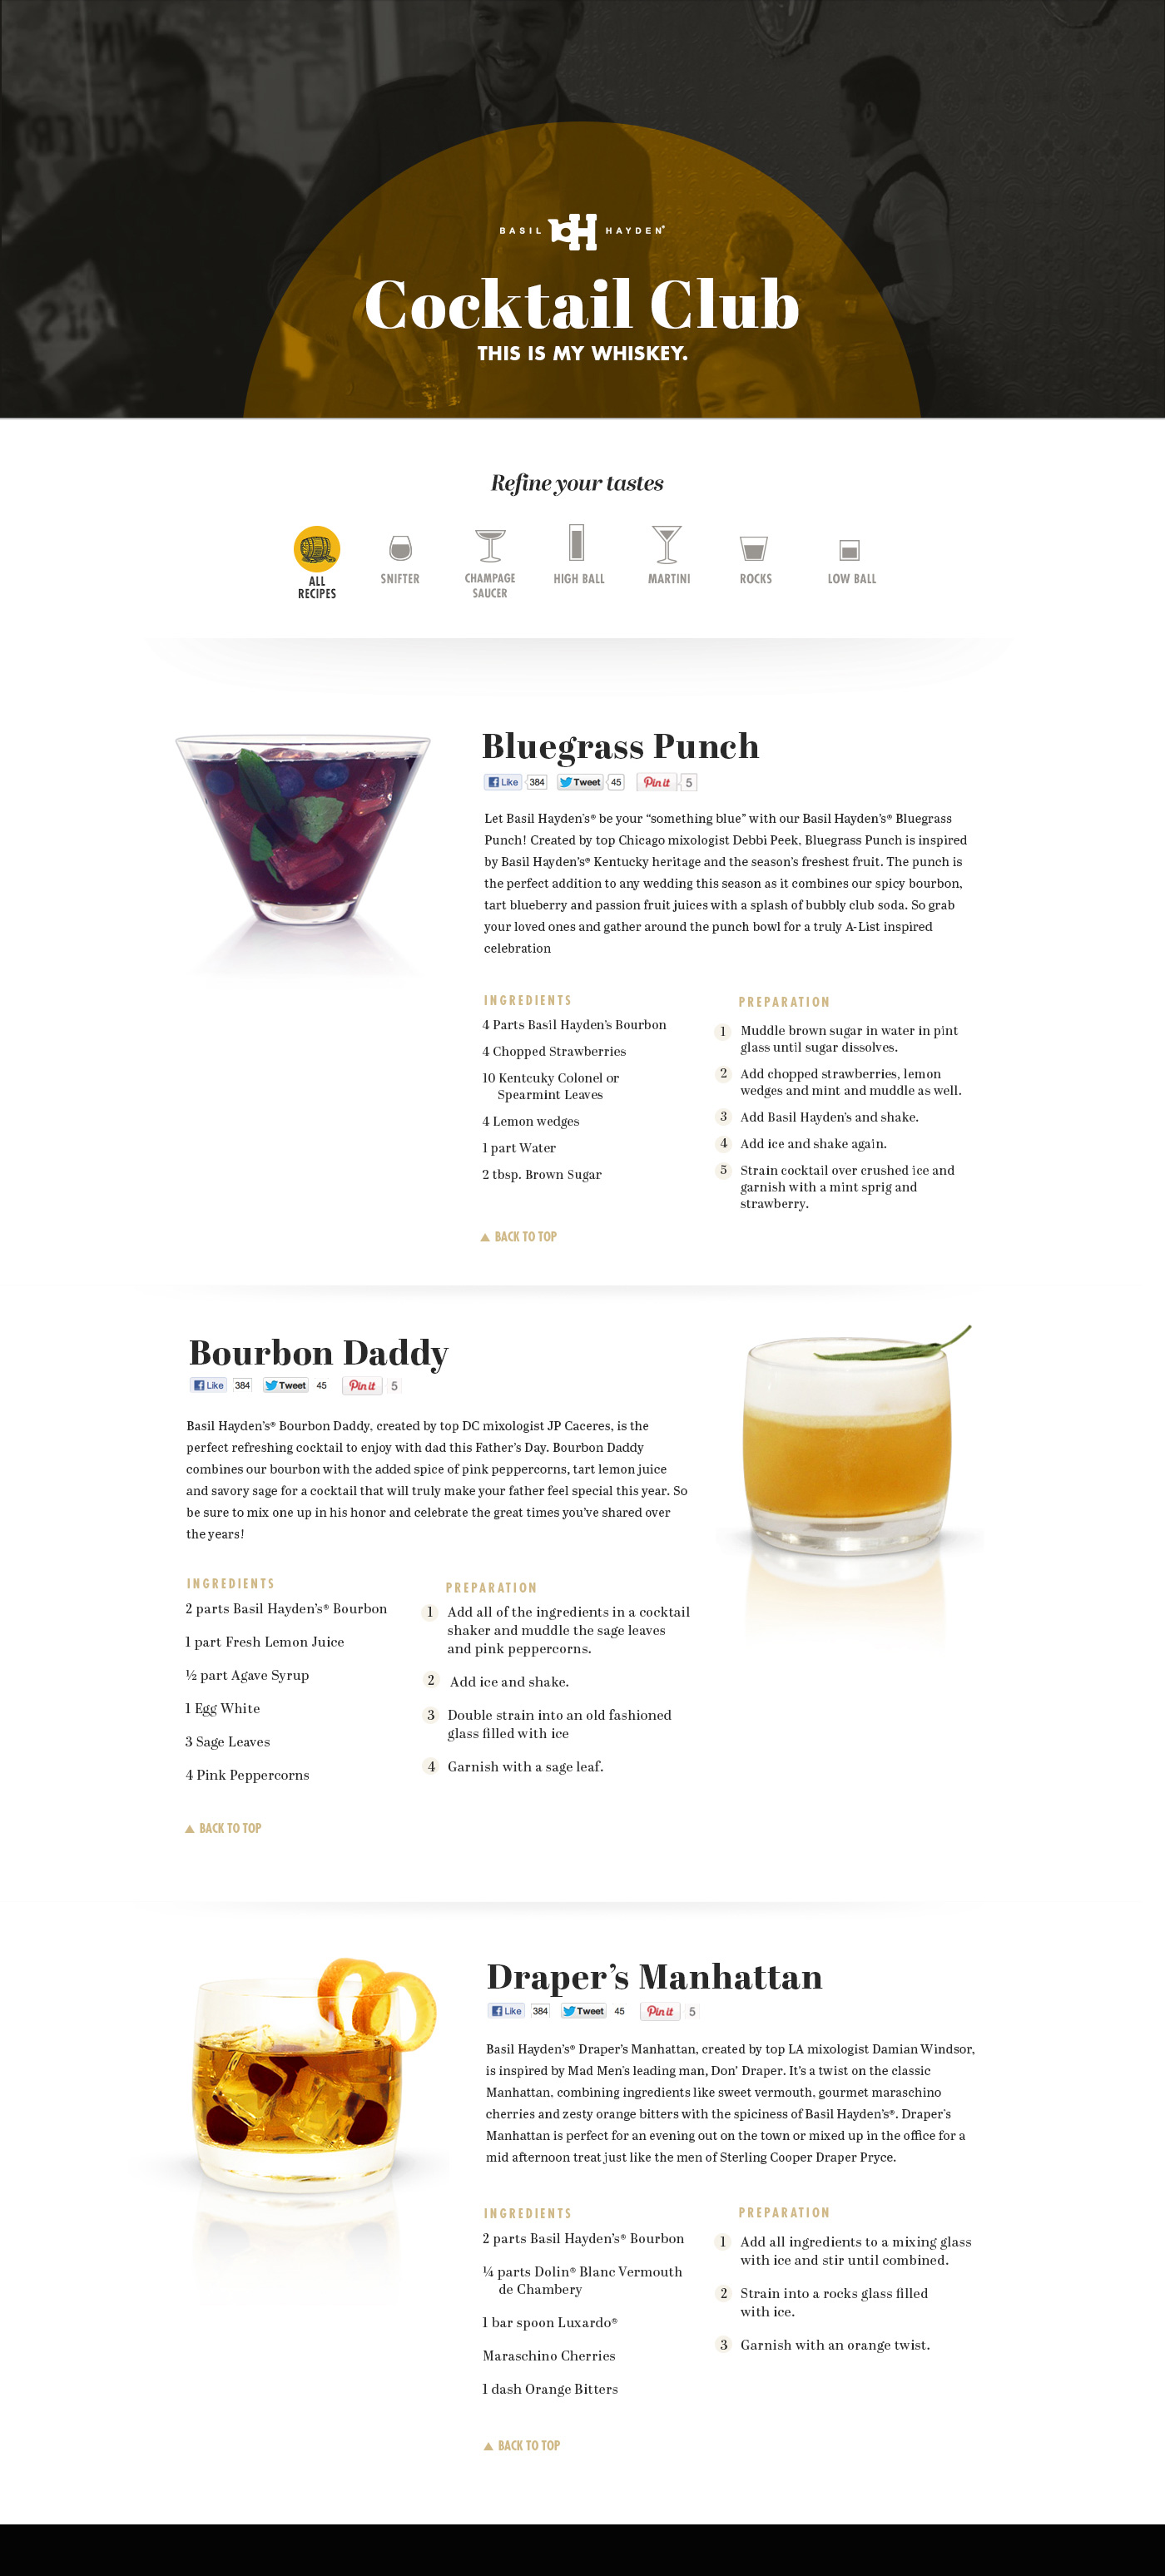 BASIL HAYDEN®
Cocktail Club
THIS IS MY WHISKEY.
Refine your tastes
ALL
RECIPES
SNIFTER
CHAMPAGE
SAUCER
HIGH BALL
MARTINI
ROCKS
LOW BALL
Bluegrass Punch
Like 384 Tweet 45 Pin it 5
Let Basil Hayden's® be your “something blue” with our Basil Hayden's® Bluegrass
Punch! Created by top Chicago mixologist Debbi Peek, Bluegrass Punch is inspired
by Basil Hayden's® Kentucky heritage and the season's freshest fruit. The punch is
the perfect addition to any wedding this season as it combines our spicy bourbon,
tart blueberry and passion fruit juices with a splash of bubbly club soda. So grab
your loved ones and gather around the punch bowl for a truly A-List inspired
celebration
INGREDIENTS
4 Parts Basil Hayden's Bourbon
4 Chopped Strawberries
10 Kentcuky Colonel or
Spearmint Leaves
4 Lemon wedges
1 part Water
2 tbsp. Brown Sugar
PREPARATION
1 Muddle brown sugar in water in pint
glass until sugar dissolves.
2 Add chopped strawberries, lemon
wedges and mint and muddle as well.
3 Add Basil Hayden's and shake.
4 Add ice and shake again.
5 Strain cocktail over crushed ice and
garnish with a mint sprig and
strawberry.
▲ BACK TO TOP
Bourbon Daddy
Like 384 Tweet 45 Pin it 5
Basil Hayden's® Bourbon Daddy, created by top DC mixologist JP Caceres, is the
perfect refreshing cocktail to enjoy with dad this Father's Day. Bourbon Daddy
combines our bourbon with the added spice of pink peppercorns, tart lemon juice
and savory sage for a cocktail that will truly make your father feel special this year. So
be sure to mix one up in his honor and celebrate the great times you've shared over
the years!
INGREDIENTS
2 parts Basil Hayden's® Bourbon
1 part Fresh Lemon Juice
½ part Agave Syrup
1 Egg White
3 Sage Leaves
4 Pink Peppercorns
PREPARATION
1 Add all of the ingredients in a cocktail
shaker and muddle the sage leaves
and pink peppercorns.
2 Add ice and shake.
3 Double strain into an old fashioned
glass filled with ice
4 Garnish with a sage leaf.
▲ BACK TO TOP
Draper's Manhattan
Like 384 Tweet 45 Pin it 5
Basil Hayden's® Draper's Manhattan, created by top LA mixologist Damian Windsor,
is inspired by Mad Men's leading man, Don' Draper. It's a twist on the classic
Manhattan, combining ingredients like sweet vermouth, gourmet maraschino
cherries and zesty orange bitters with the spiciness of Basil Hayden's®. Draper's
Manhattan is perfect for an evening out on the town or mixed up in the office for a
mid afternoon treat just like the men of Sterling Cooper Draper Pryce.
INGREDIENTS
2 parts Basil Hayden's® Bourbon
¼ parts Dolin® Blanc Vermouth
de Chambery
1 bar spoon Luxardo®
Maraschino Cherries
1 dash Orange Bitters
PREPARATION
1 Add all ingredients to a mixing glass
with ice and stir until combined.
2 Strain into a rocks glass filled
with ice.
3 Garnish with an orange twist.
▲ BACK TO TOP